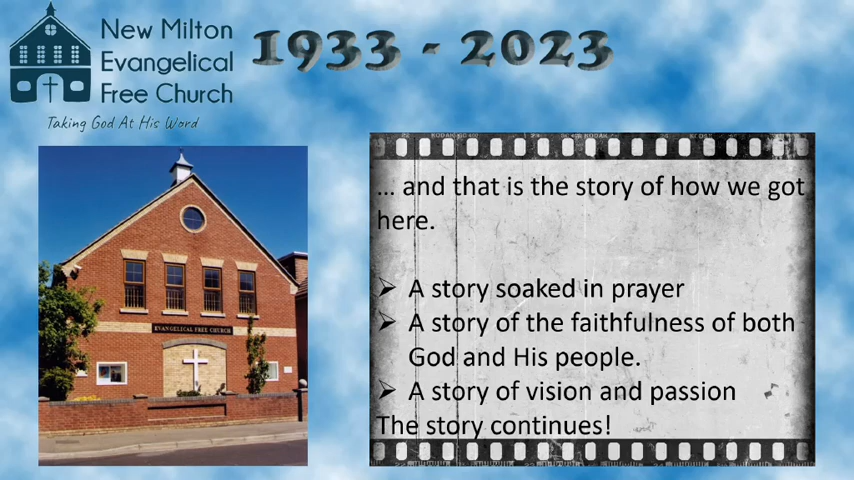 New Milton
Evangelical
Free Church
Taking God At His Word
1933 - 2023
EVANGELICAL FREE CHURCH
... and that is the story of how we got
here.
➢ A story soaked in prayer
➢ A story of the faithfulness of both
God and His people.
➢ A story of vision and passion
The story continues!